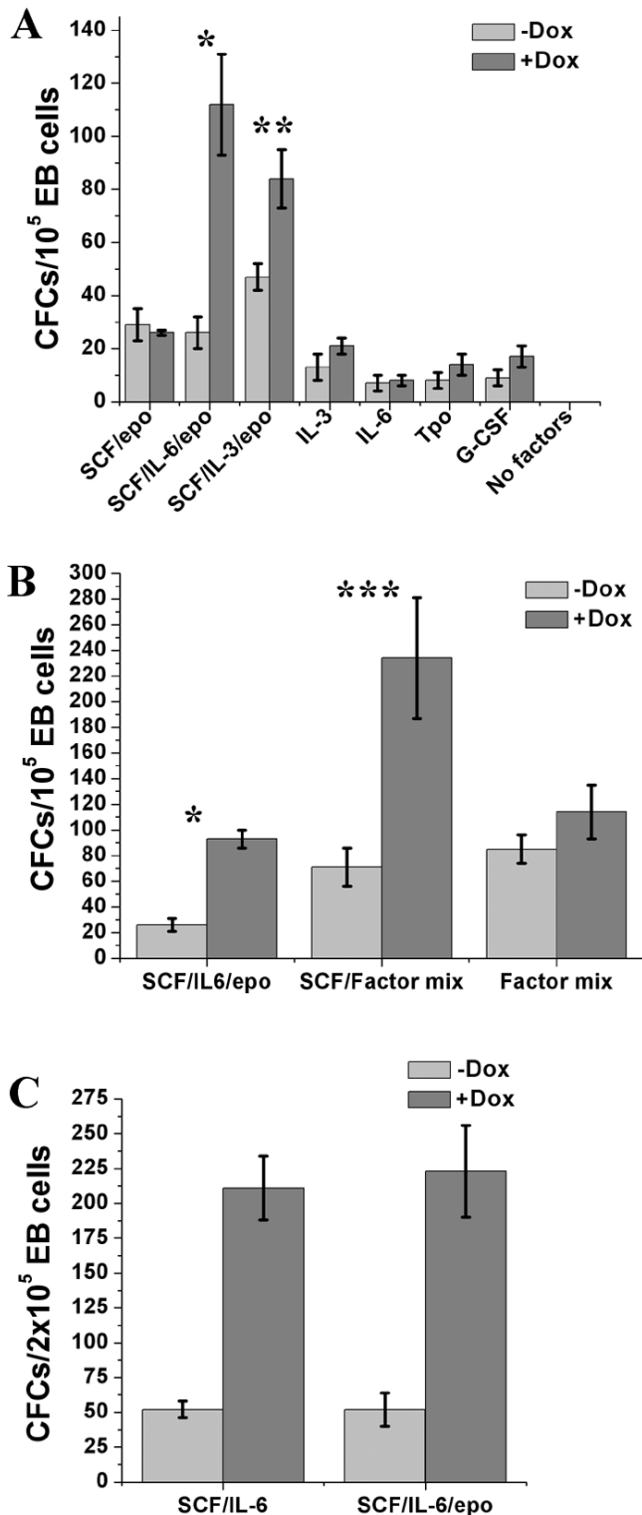 A
CFCs/10⁵ EB cells
140
120
100
80
60
40
20
0
-Dox
+Dox
*
**
SCF/epo
SCF/IL-6/epo
SCF/IL-3/epo
IL-3
IL-6
Tpo
G-CSF
No factors
B
CFCs/10⁵ EB cells
300
280
260
240
220
200
180
160
140
120
100
80
60
40
20
0
-Dox
+Dox
*
***
SCF/IL6/epo
SCF/Factor mix
Factor mix
C
CFCs/2x10⁵ EB cells
275
250
225
200
175
150
125
100
75
50
25
0
-Dox
+Dox
SCF/IL-6
SCF/IL-6/epo